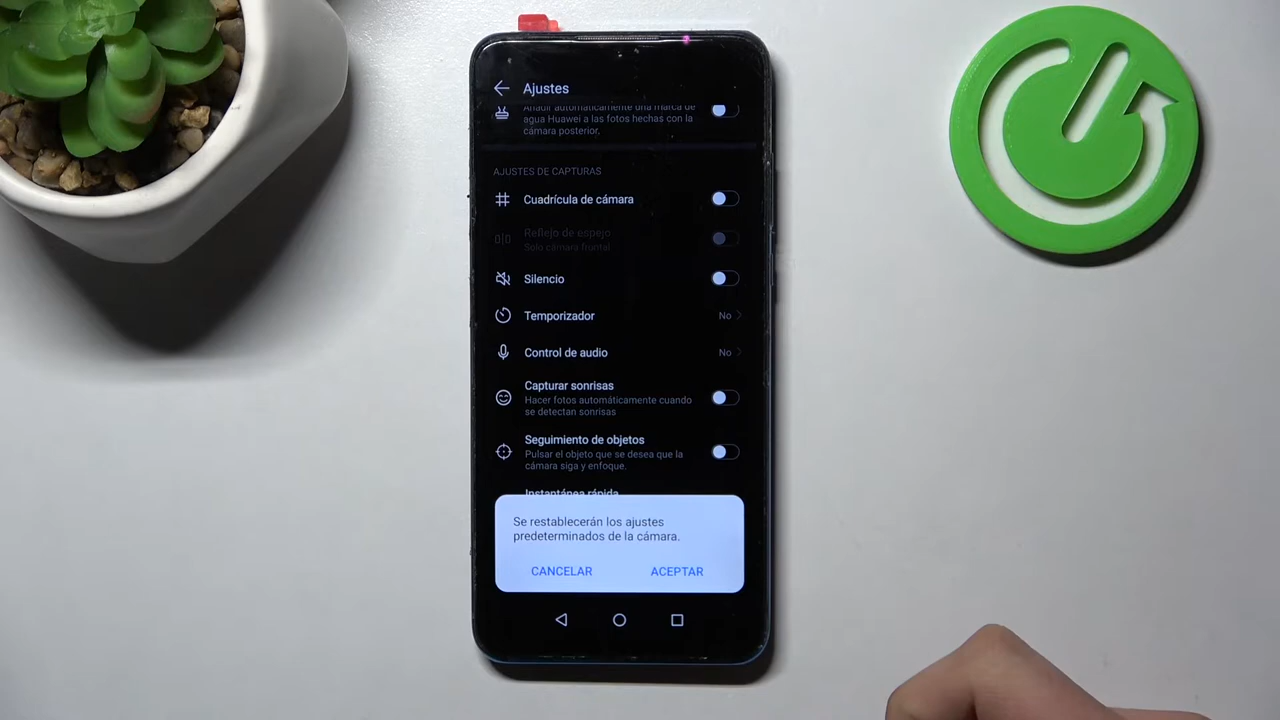 Ajustes
Añadir automáticamente una marca de
agua Huawei a las fotos hechas con la
cámara posterior.
AJUSTES DE CAPTURAS
Cuadrícula de cámara
Reflejo de espejo
Solo cámara frontal
Silencio
Temporizador No
Control de audio No
Capturar sonrisas
Hacer fotos automáticamente cuando
se detectan sonrisas
Seguimiento de objetos
Pulsar el objeto que se desea que la
cámara siga y enfoque.
Instantánea rápida
Se restablecerán los ajustes
predeterminados de la cámara.
CANCELAR ACEPTAR